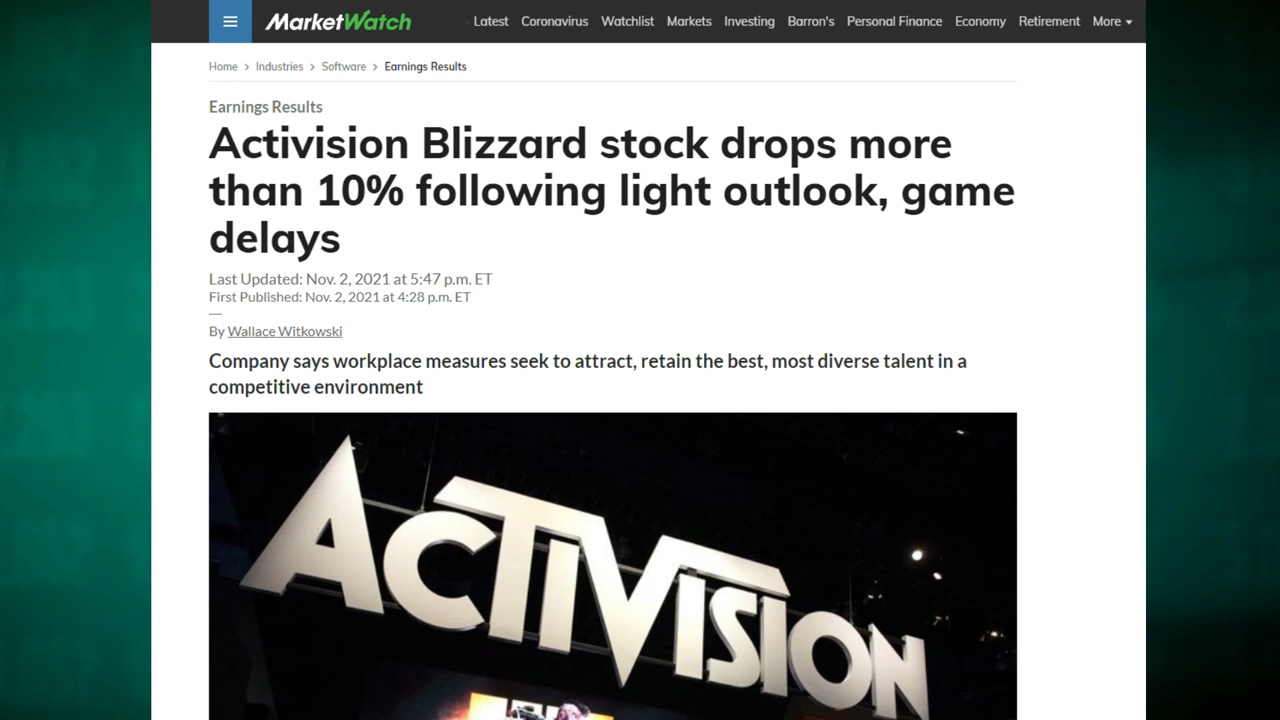 MarketWatch
Latest Coronavirus Watchlist Markets Investing Barron's Personal Finance Economy Retirement More
Home > Industries > Software > Earnings Results
Earnings Results
Activision Blizzard stock drops more
than 10% following light outlook, game
delays
Last Updated: Nov. 2, 2021 at 5:47 p.m. ET
First Published: Nov. 2, 2021 at 4:28 p.m. ET
By Wallace Witkowski
Company says workplace measures seek to attract, retain the best, most diverse talent in a
competitive environment
ACTIVISION